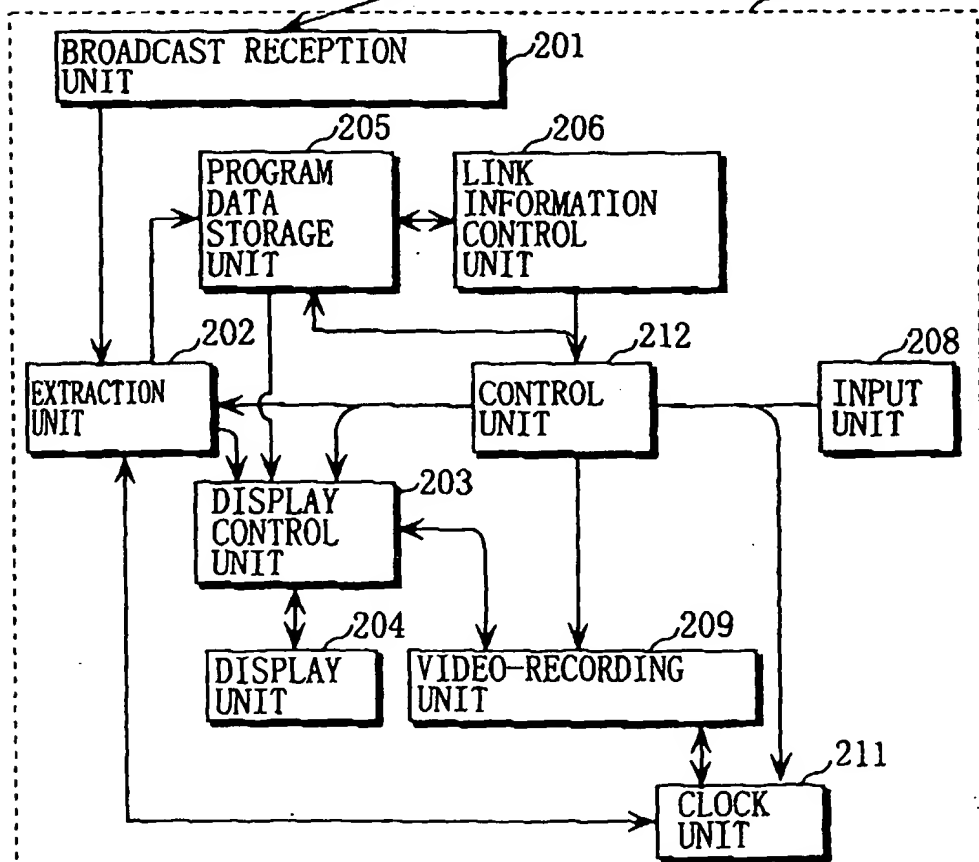 BROADCAST RECEPTION
UNIT
201
205
PROGRAM
DATA
STORAGE
UNIT
206
LINK
INFORMATION
CONTROL
UNIT
202
EXTRACTION
UNIT
212
CONTROL
UNIT
208
INPUT
UNIT
203
DISPLAY
CONTROL
UNIT
204
DISPLAY
UNIT
209
VIDEO-RECORDING
UNIT
211
CLOCK
UNIT